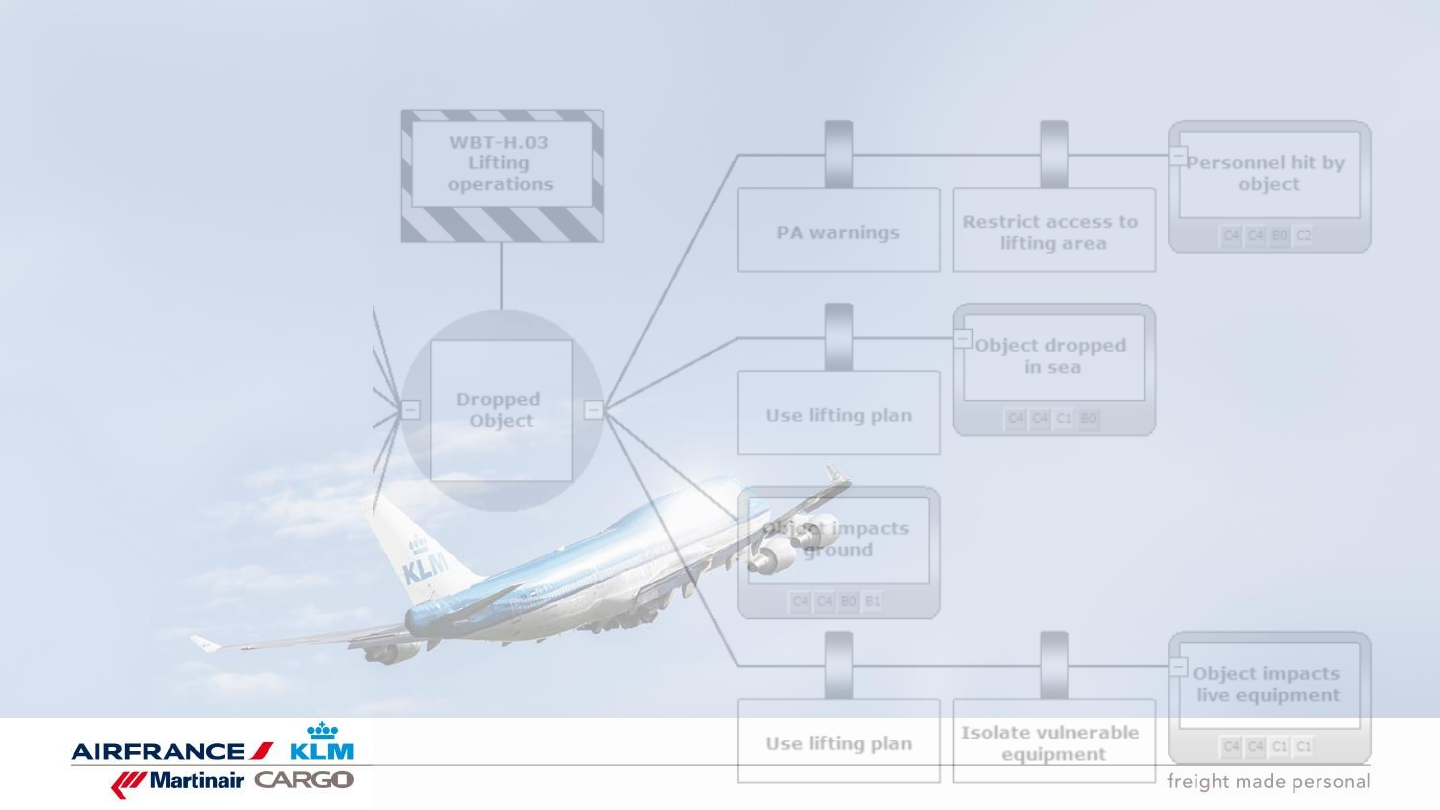 WBT-H.03
Lifting
operations
Dropped
Object
PA warnings
Restrict access to
lifting area
Personnel hit by
object
C4 C4 B0 C2
Use lifting plan
Object dropped
in sea
C4 C4 C1 B0
Object impacts
ground
C4 C4 B0 B1
Use lifting plan
Isolate vulnerable
equipment
Object impacts
live equipment
C4 C4 C1 C1
KLM
AIRFRANCE KLM
Martinair CARGO
freight made personal